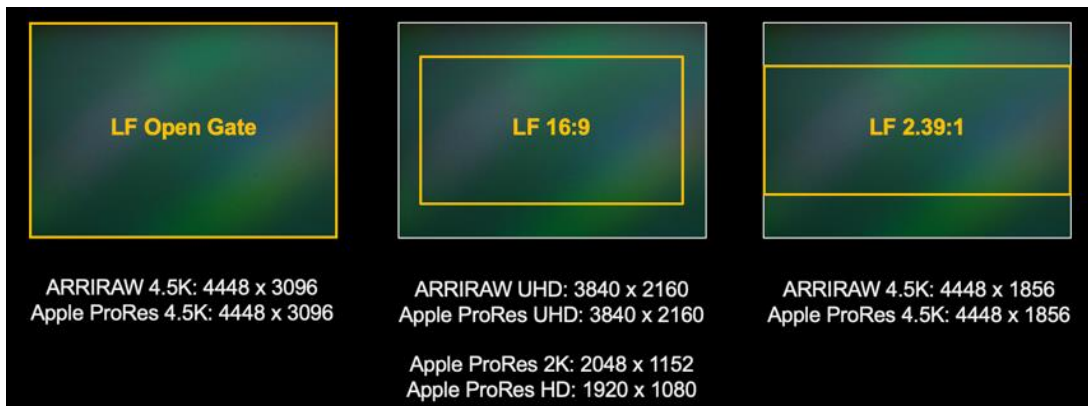 LF Open Gate
ARRIRAW 4.5K: 4448 x 3096
Apple ProRes 4.5K: 4448 x 3096
LF 16:9
ARRIRAW UHD: 3840 x 2160
Apple ProRes UHD: 3840 x 2160
Apple ProRes 2K: 2048 x 1152
Apple ProRes HD: 1920 x 1080
LF 2.39:1
ARRIRAW 4.5K: 4448 x 1856
Apple ProRes 4.5K: 4448 x 1856